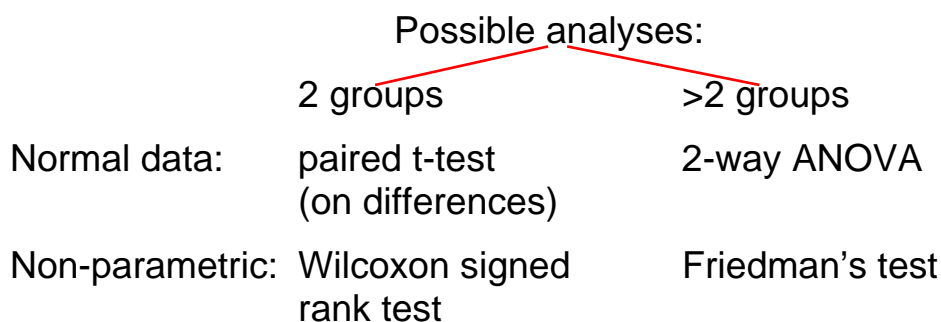 Possible analyses:
2 groups >2 groups
Normal data: paired t-test 2-way ANOVA
(on differences)
Non-parametric: Wilcoxon signed Friedman's test
rank test